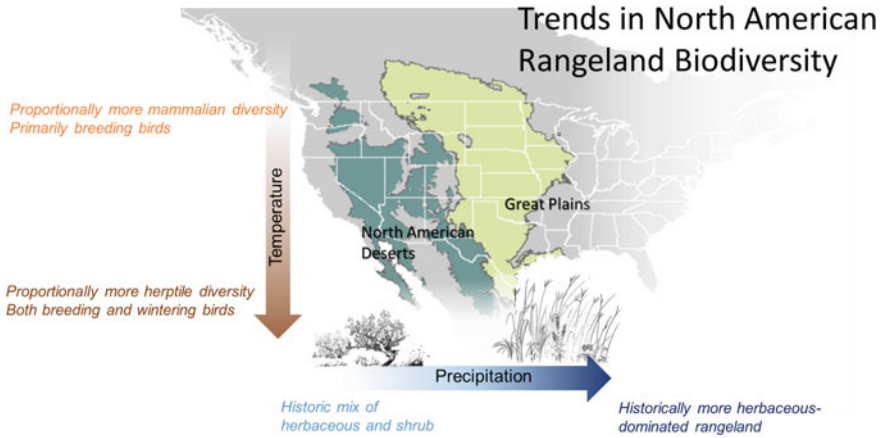 Trends in North American
Rangeland Biodiversity
Proportionally more mammalian diversity
Primarily breeding birds
Temperature
Great Plains
North American
Deserts
Proportionally more herptile diversity
Both breeding and wintering birds
Precipitation
Historic mix of
herbaceous and shrub
Historically more herbaceous-
dominated rangeland